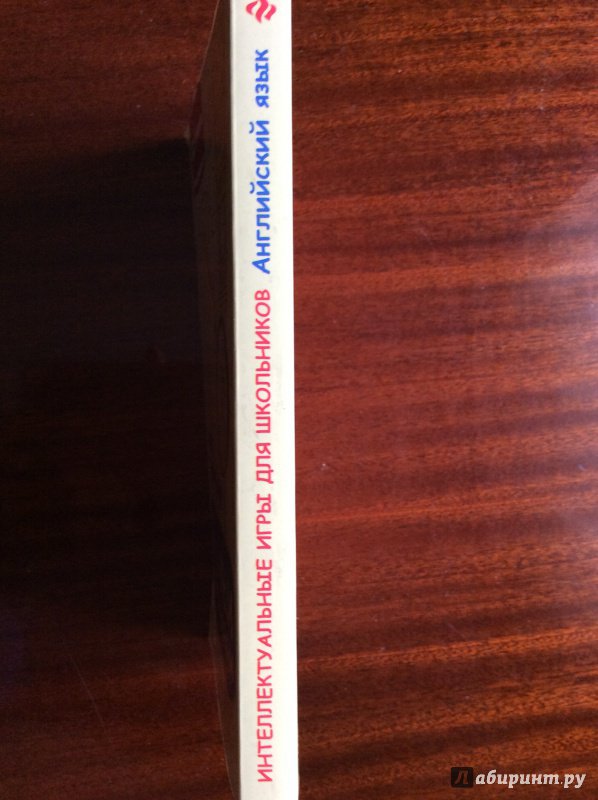 ИНТЕЛЛЕКТУАЛЬНЫЕ ИГРЫ ДЛЯ ШКОЛЬНИКОВ Английский язык
Лабиринт.ру